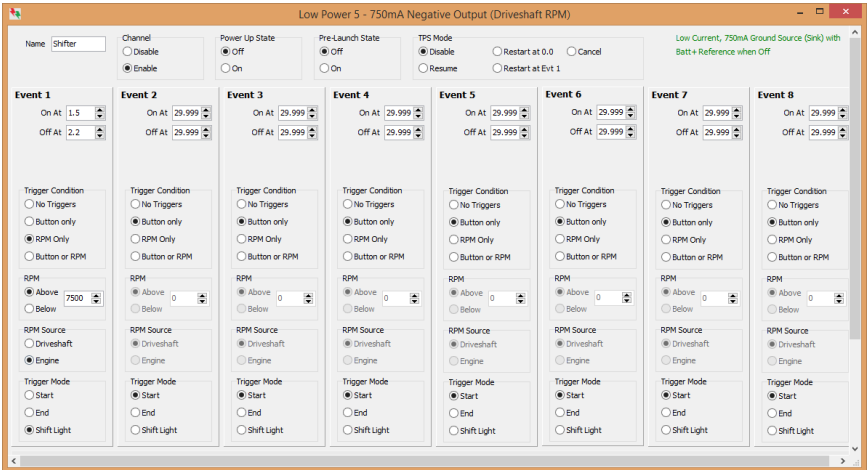 Low Power 5 - 750mA Negative Output (Driveshaft RPM)
Name Shifter
Channel
Disable
Enable
Power Up State
Off
On
Pre-Launch State
Off
On
TPS Mode
Disable Restart at 0.0 Cancel
Resume Restart at Evt 1
Low Current, 750mA Ground Source (Sink) with
Batt+ Reference when Off
Event 1
On At 1.5
Off At 2.2
Trigger Condition
No Triggers
Button only
RPM Only
Button or RPM
RPM
Above 7500
Below
RPM Source
Driveshaft
Engine
Trigger Mode
Start
End
Shift Light
Event 2
On At 29.999
Off At 29.999
Trigger Condition
No Triggers
Button only
RPM Only
Button or RPM
RPM
Above 0
Below
RPM Source
Driveshaft
Engine
Trigger Mode
Start
End
Shift Light
Event 3
On At 29.999
Off At 29.999
Trigger Condition
No Triggers
Button only
RPM Only
Button or RPM
RPM
Above 0
Below
RPM Source
Driveshaft
Engine
Trigger Mode
Start
End
Shift Light
Event 4
On At 29.999
Off At 29.999
Trigger Condition
No Triggers
Button only
RPM Only
Button or RPM
RPM
Above 0
Below
RPM Source
Driveshaft
Engine
Trigger Mode
Start
End
Shift Light
Event 5
On At 29.999
Off At 29.999
Trigger Condition
No Triggers
Button only
RPM Only
Button or RPM
RPM
Above 0
Below
RPM Source
Driveshaft
Engine
Trigger Mode
Start
End
Shift Light
Event 6
On At 29.999
Off At 29.999
Trigger Condition
No Triggers
Button only
RPM Only
Button or RPM
RPM
Above 0
Below
RPM Source
Driveshaft
Engine
Trigger Mode
Start
End
Shift Light
Event 7
On At 29.999
Off At 29.999
Trigger Condition
No Triggers
Button only
RPM Only
Button or RPM
RPM
Above 0
Below
RPM Source
Driveshaft
Engine
Trigger Mode
Start
End
Shift Light
Event 8
On At 29.999
Off At 29.999
Trigger Condition
No Triggers
Button only
RPM Only
Button or RPM
RPM
Above 0
Below
RPM Source
Driveshaft
Engine
Trigger Mode
Start
End
Shift Light